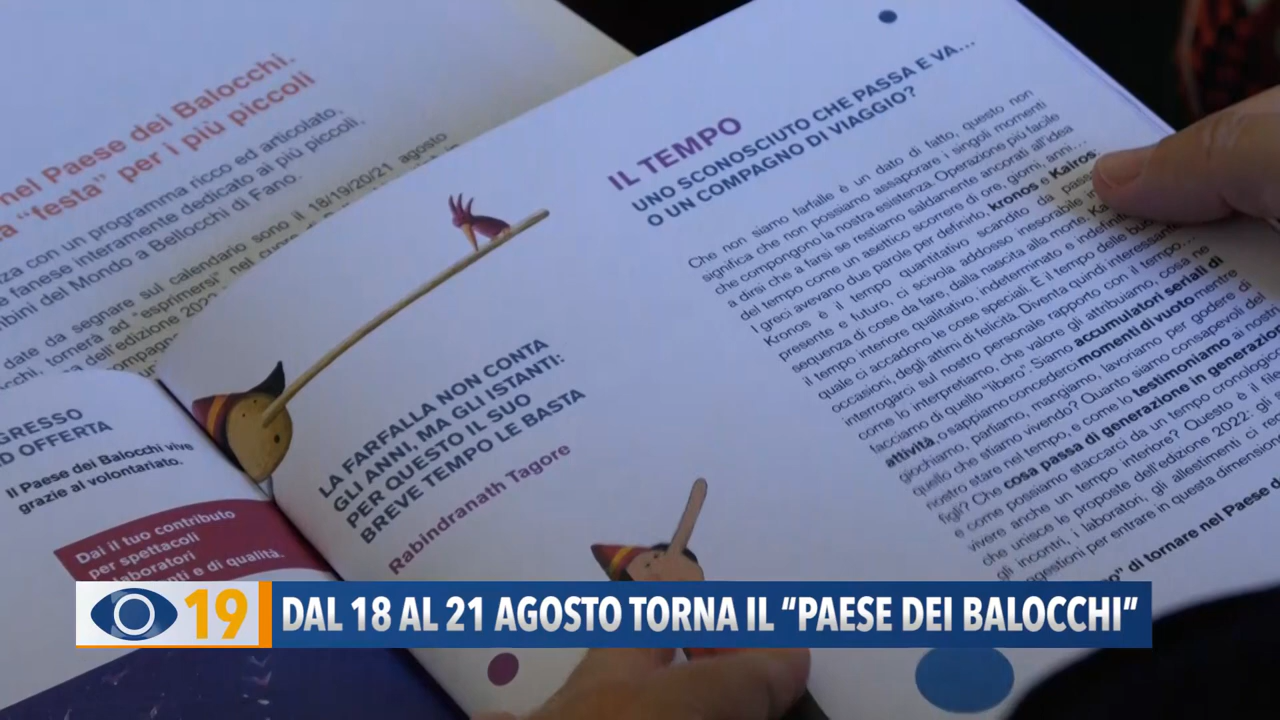 nel Paese dei Balocchi.
a "festa" per i più piccoli
con un programma ricco ed articolato,
fanese interamente dedicato ai più piccoli.
del Mondo a Bellocchi di Fano.
date da segnare sul calendario sono il 18/19/20/21 agosto
tornerà ad "esprimersi" nel
dell'edizione
D OFFERTA
Il Paese dei Balocchi vive
grazie al volontariato.
Dai il tuo contributo
per spettacoli
laboratori
e di qualità.
LA FARFALLA NON CONTA
GLI ANNI, MA GLI ISTANTI:
PER QUESTO IL SUO
BREVE TEMPO LE BASTA
Rabindranath Tagore
IL TEMPO
UNO SCONOSCIUTO CHE PASSA E VA...
O UN COMPAGNO DI VIAGGIO?
Che non siamo farfalle è un dato di fatto, questo non
significa che non possiamo assaporare i singoli momenti
che compongono la nostra esistenza. Operazione più facile
a dirsi che a farsi se restiamo saldamente ancorati all'idea
del tempo come un asettico scorrere di ore, giorni, anni...
I greci avevano due parole per definirlo, kronos e Kairos:
Kronos è il tempo quantitativo scandito da
presente e futuro, ci scivola addosso inesorabile in
sequenza di cose da fare, dalla nascita alla morte.
il tempo interiore qualitativo, indeterminato e
quale ci accadono le cose speciali. È il tempo delle
occasioni, degli attimi di felicità. Diventa quindi
interrogarci sul nostro personale rapporto con il tempo...
come lo interpretiamo, che valore gli attribuiamo, cosa ne
facciamo di quello "libero". Siamo accumulatori seriali di
attività, o sappiamo concederci momenti di vuoto mentre
giochiamo, parliamo, mangiamo, lavoriamo per godere di
quello che stiamo vivendo? Quanto siamo consapevoli del
nostro stare nel tempo, e come lo testimoniamo ai nostri
figli? Che cosa passa di generazione in generazione
e come possiamo staccarci da un tempo cronologico
vivere anche un tempo interiore? Questo è il
che unisce le proposte dell'edizione 2022:
gli incontri, i laboratori, gli allestimenti ci
per entrare in questa dimensione
di tornare nel Paese
19 DAL 18 AL 21 AGOSTO TORNA IL "PAESE DEI BALOCCHI"